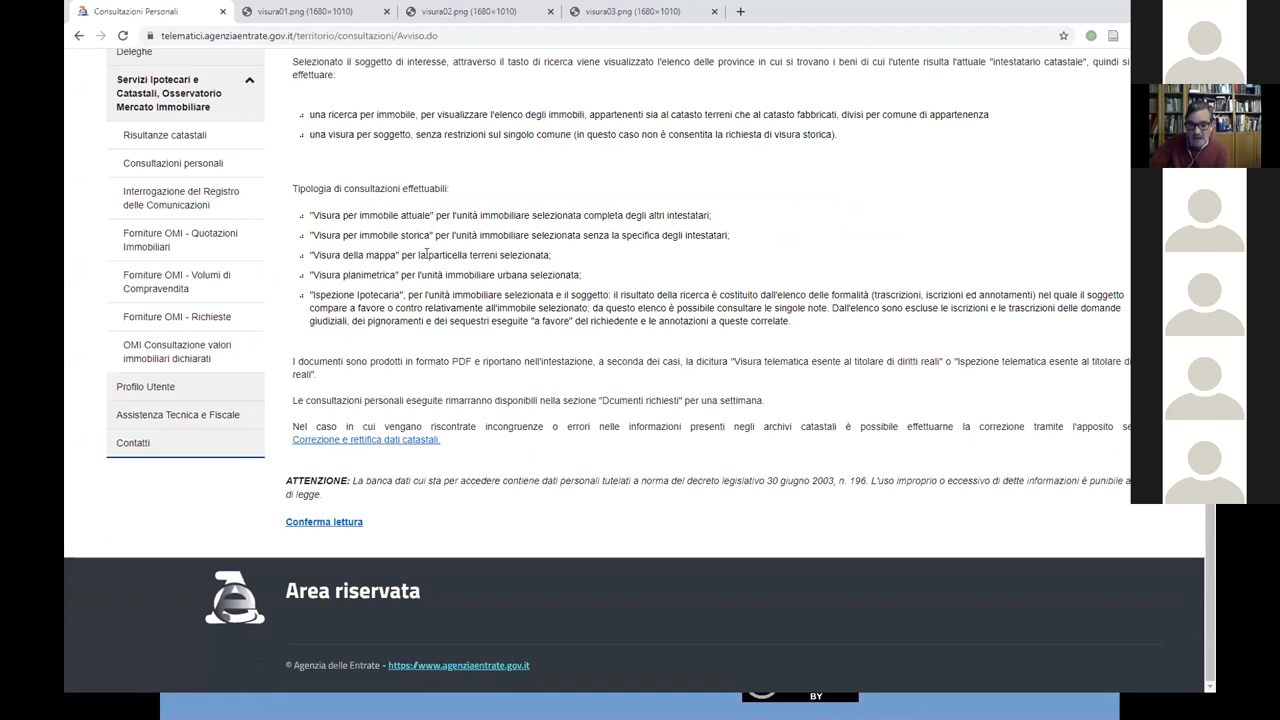 Consultazioni Personali
visura01.png (1680×1010)
visura02.png (1680×1010)
visura03.png (1680×1010)
telematici.agenziaentrate.gov.it/territorio/consultazioni/Avviso.do
Deleghe
Servizi Ipotecari e
Catastali, Osservatorio
Mercato Immobiliare
Risultanze catastali
Consultazioni personali
Interrogazione del Registro
delle Comunicazioni
Forniture OMI - Quotazioni
Immobiliari
Forniture OMI - Volumi di
Compravendita
Forniture OMI - Richieste
OMI Consultazione valori
immobiliari dichiarati
Profilo Utente
Assistenza Tecnica e Fiscale
Contatti
Selezionato il soggetto di interesse, attraverso il tasto di ricerca viene visualizzato l'elenco delle province in cui si trovano i beni di cui l'utente risulta l'attuale "intestatario catastale", quindi si
effettuare:
una ricerca per immobile, per visualizzare l'elenco degli immobili, appartenenti sia al catasto terreni che al catasto fabbricati, divisi per comune di appartenenza
una visura per soggetto, senza restrizioni sul singolo comune (in questo caso non è consentita la richiesta di visura storica).
Tipologia di consultazioni effettuabili:
"Visura per immobile attuale" per l'unità immobiliare selezionata completa degli altri intestatari;
"Visura per immobile storica" per l'unità immobiliare selezionata senza la specifica degli intestatari;
"Visura della mappa" per la particella terreni selezionata;
"Visura planimetrica" per l'unità immobiliare urbana selezionata;
"Ispezione Ipotecaria", per l'unità immobiliare selezionata e il soggetto: il risultato della ricerca è costituito dall'elenco delle formalità (trascrizioni, iscrizioni ed annotamenti) nel quale il soggetto
compare a favore o contro relativamente all'immobile selezionato; da questo elenco è possibile consultare le singole note. Dall'elenco sono escluse le iscrizioni e le trascrizioni delle domande
giudiziali, dei pignoramenti e dei sequestri eseguite "a favore" del richiedente e le annotazioni a queste correlate.
I documenti sono prodotti in formato PDF e riportano nell'intestazione, a seconda dei casi, la dicitura "Visura telematica esente al titolare di diritti reali" o "Ispezione telematica esente al titolare di
reali".
Le consultazioni personali eseguite rimarranno disponibili nella sezione "Dcumenti richiesti" per una settimana.
Nel caso in cui vengano riscontrate incongruenze o errori nelle informazioni presenti negli archivi catastali è possibile effettuarne la correzione tramite l'apposito se
Correzione e rettifica dati catastali.
ATTENZIONE: La banca dati cui sta per accedere contiene dati personali tutelati a norma del decreto legislativo 30 giugno 2003, n. 196. L'uso improprio o eccessivo di dette informazioni è punibile a
di legge.
Conferma lettura
Area riservata
© Agenzia delle Entrate - https://www.agenziaentrate.gov.it
BY